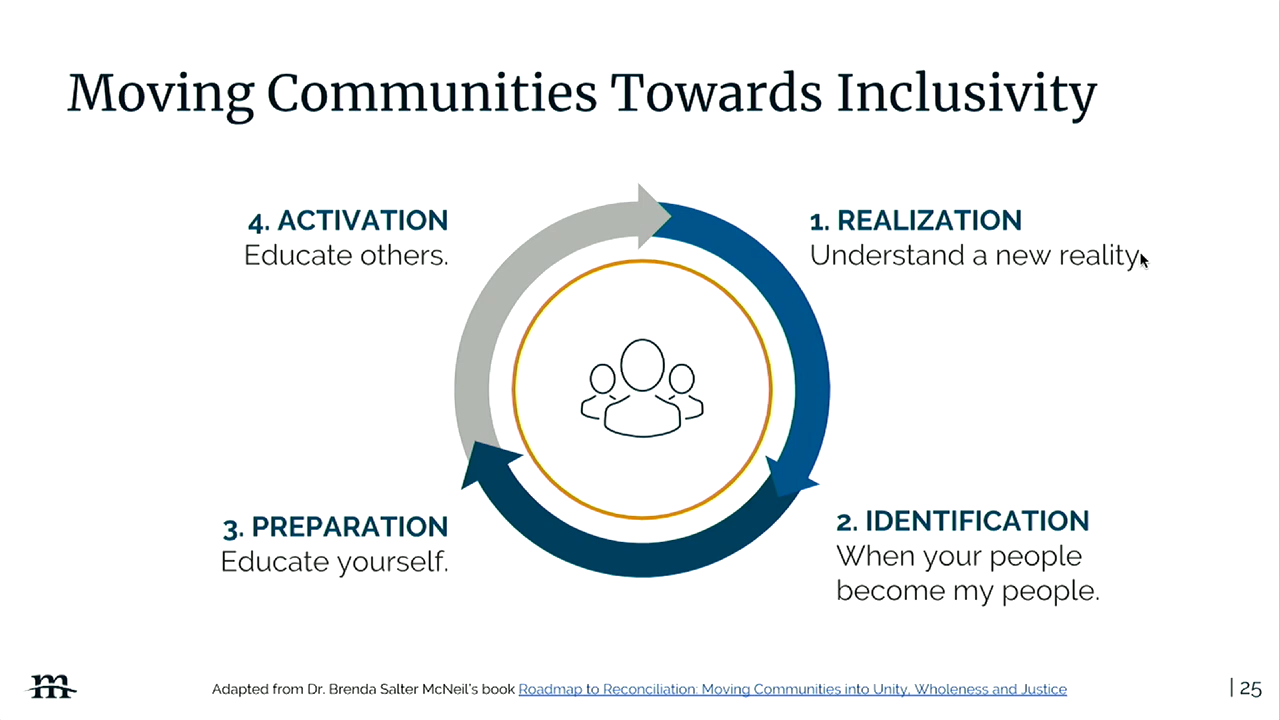 Moving Communities Towards Inclusivity
4. ACTIVATION
Educate others.
1. REALIZATION
Understand a new reality.
3. PREPARATION
Educate yourself.
2. IDENTIFICATION
When your people
become my people.
m
Adapted from Dr. Brenda Salter McNeil's book Roadmap to Reconciliation: Moving Communities into Unity, Wholeness and Justice
| 25